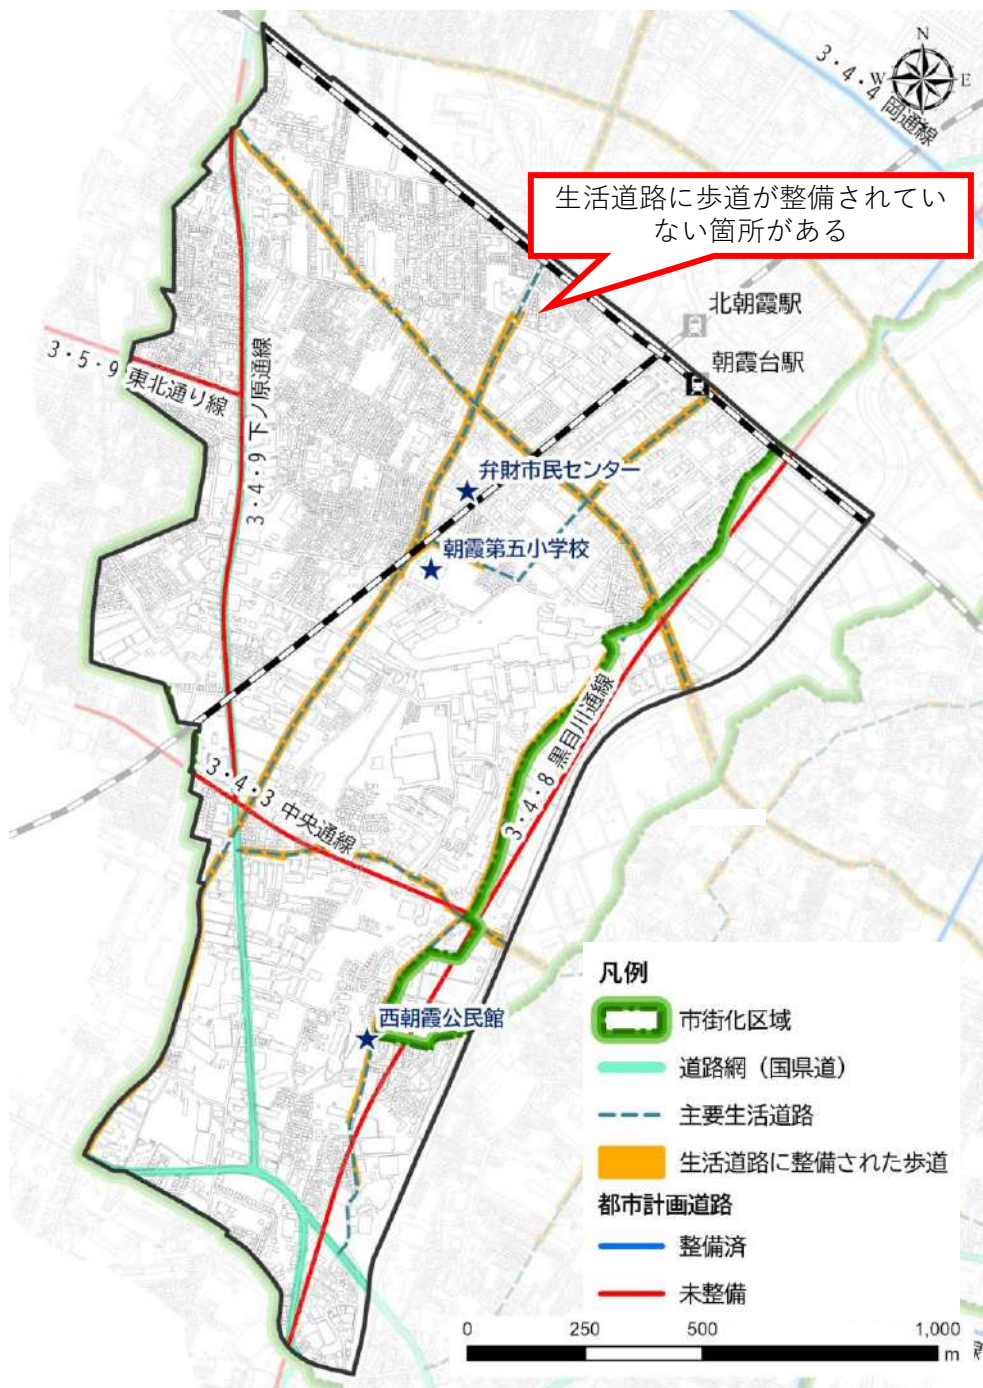 N
W
E
3・4・4 岡通線
生活道路に歩道が整備されてい
ない箇所がある
北朝霞駅
朝霞台駅
3・5・9 東北通り線
3・4・9 下ノ原通線
弁財市民センター
朝霞第五小学校
3・4・8 黒目川通線
3・4・3 中央通線
西朝霞公民館
凡例
市街化区域
道路網（国県道）
主要生活道路
生活道路に整備された歩道
都市計画道路
整備済
未整備
0 250 500 1,000
m
線